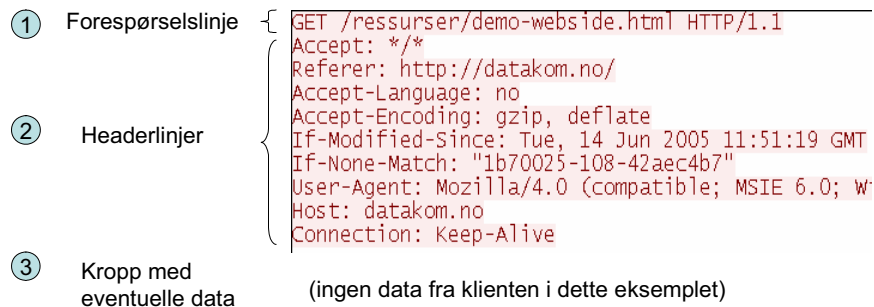 1 Forespørselslinje
GET /ressurser/demo-webside.html HTTP/1.1
Accept: */*
Referer: http://datakom.no/
Accept-Language: no
Accept-Encoding: gzip, deflate
2 Headerlinjer
If-Modified-Since: Tue, 14 Jun 2005 11:51:19 GMT
If-None-Match: "1b70025-108-42aec4b7"
User-Agent: Mozilla/4.0 (compatible; MSIE 6.0;
Host: datakom.no
Connection: Keep-Alive
3 Kropp med
eventuelle data
(ingen data fra klienten i dette eksemplet)